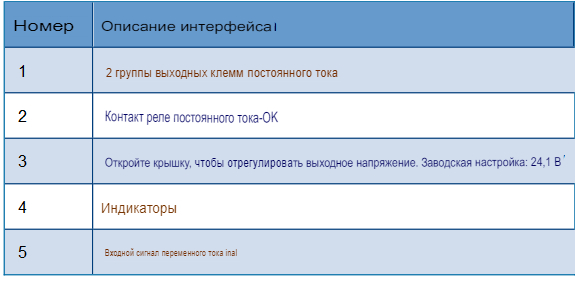 Номер Описание интерфейса
1 2 группы выходных клемм постоянного тока
2 Контакт реле постоянного тока-OK
3 Откройте крышку, чтобы отрегулировать выходное напряжение. Заводская настройка: 24,1 В
4 Индикаторы
5 Входной сигнал переменного тока inal